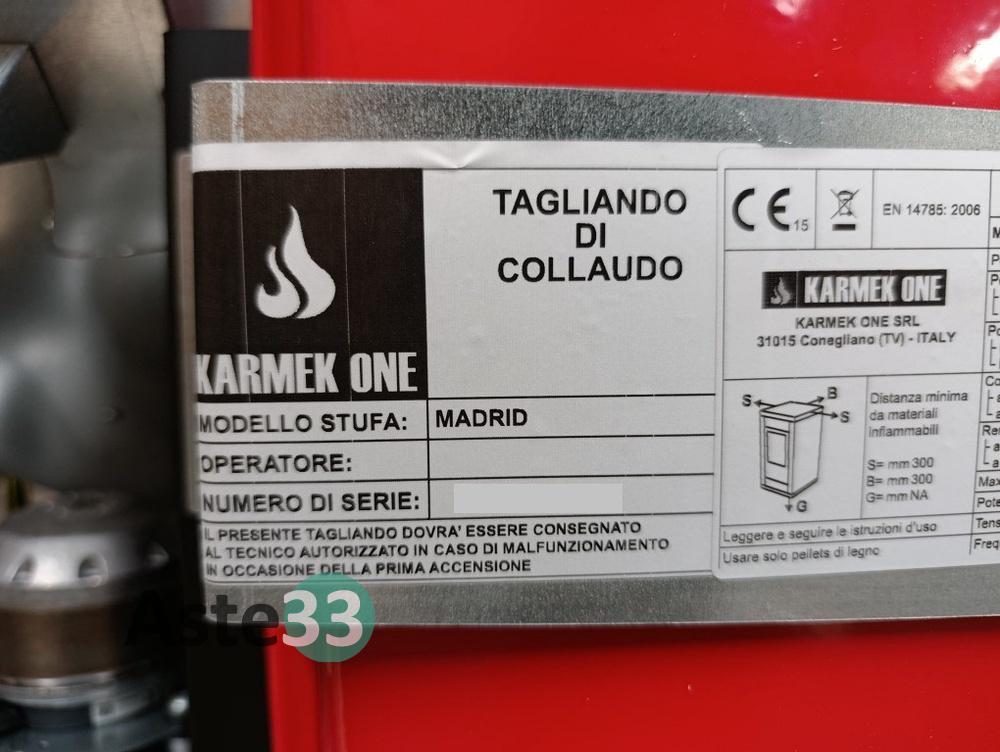 KARMEK ONE
TAGLIANDO
DI
COLLAUDO
MODELLO STUFA: MADRID
OPERATORE:
NUMERO DI SERIE:
IL PRESENTE TAGLIANDO DOVRA' ESSERE CONSEGNATO
AL TECNICO AUTORIZZATO IN CASO DI MALFUNZIONAMENTO
IN OCCASIONE DELLA PRIMA ACCENSIONE
CE 15
EN 14785: 2006
KARMEK ONE
KARMEK ONE SRL
31015 Conegliano (TV) - ITALY
S B
S
G
Distanza minima
da materiali
infiammabili
S= mm 300
B= mm 300
G= mm NA
Leggere e seguire le istruzioni d'uso
Usare solo pellets di legno
Aste33